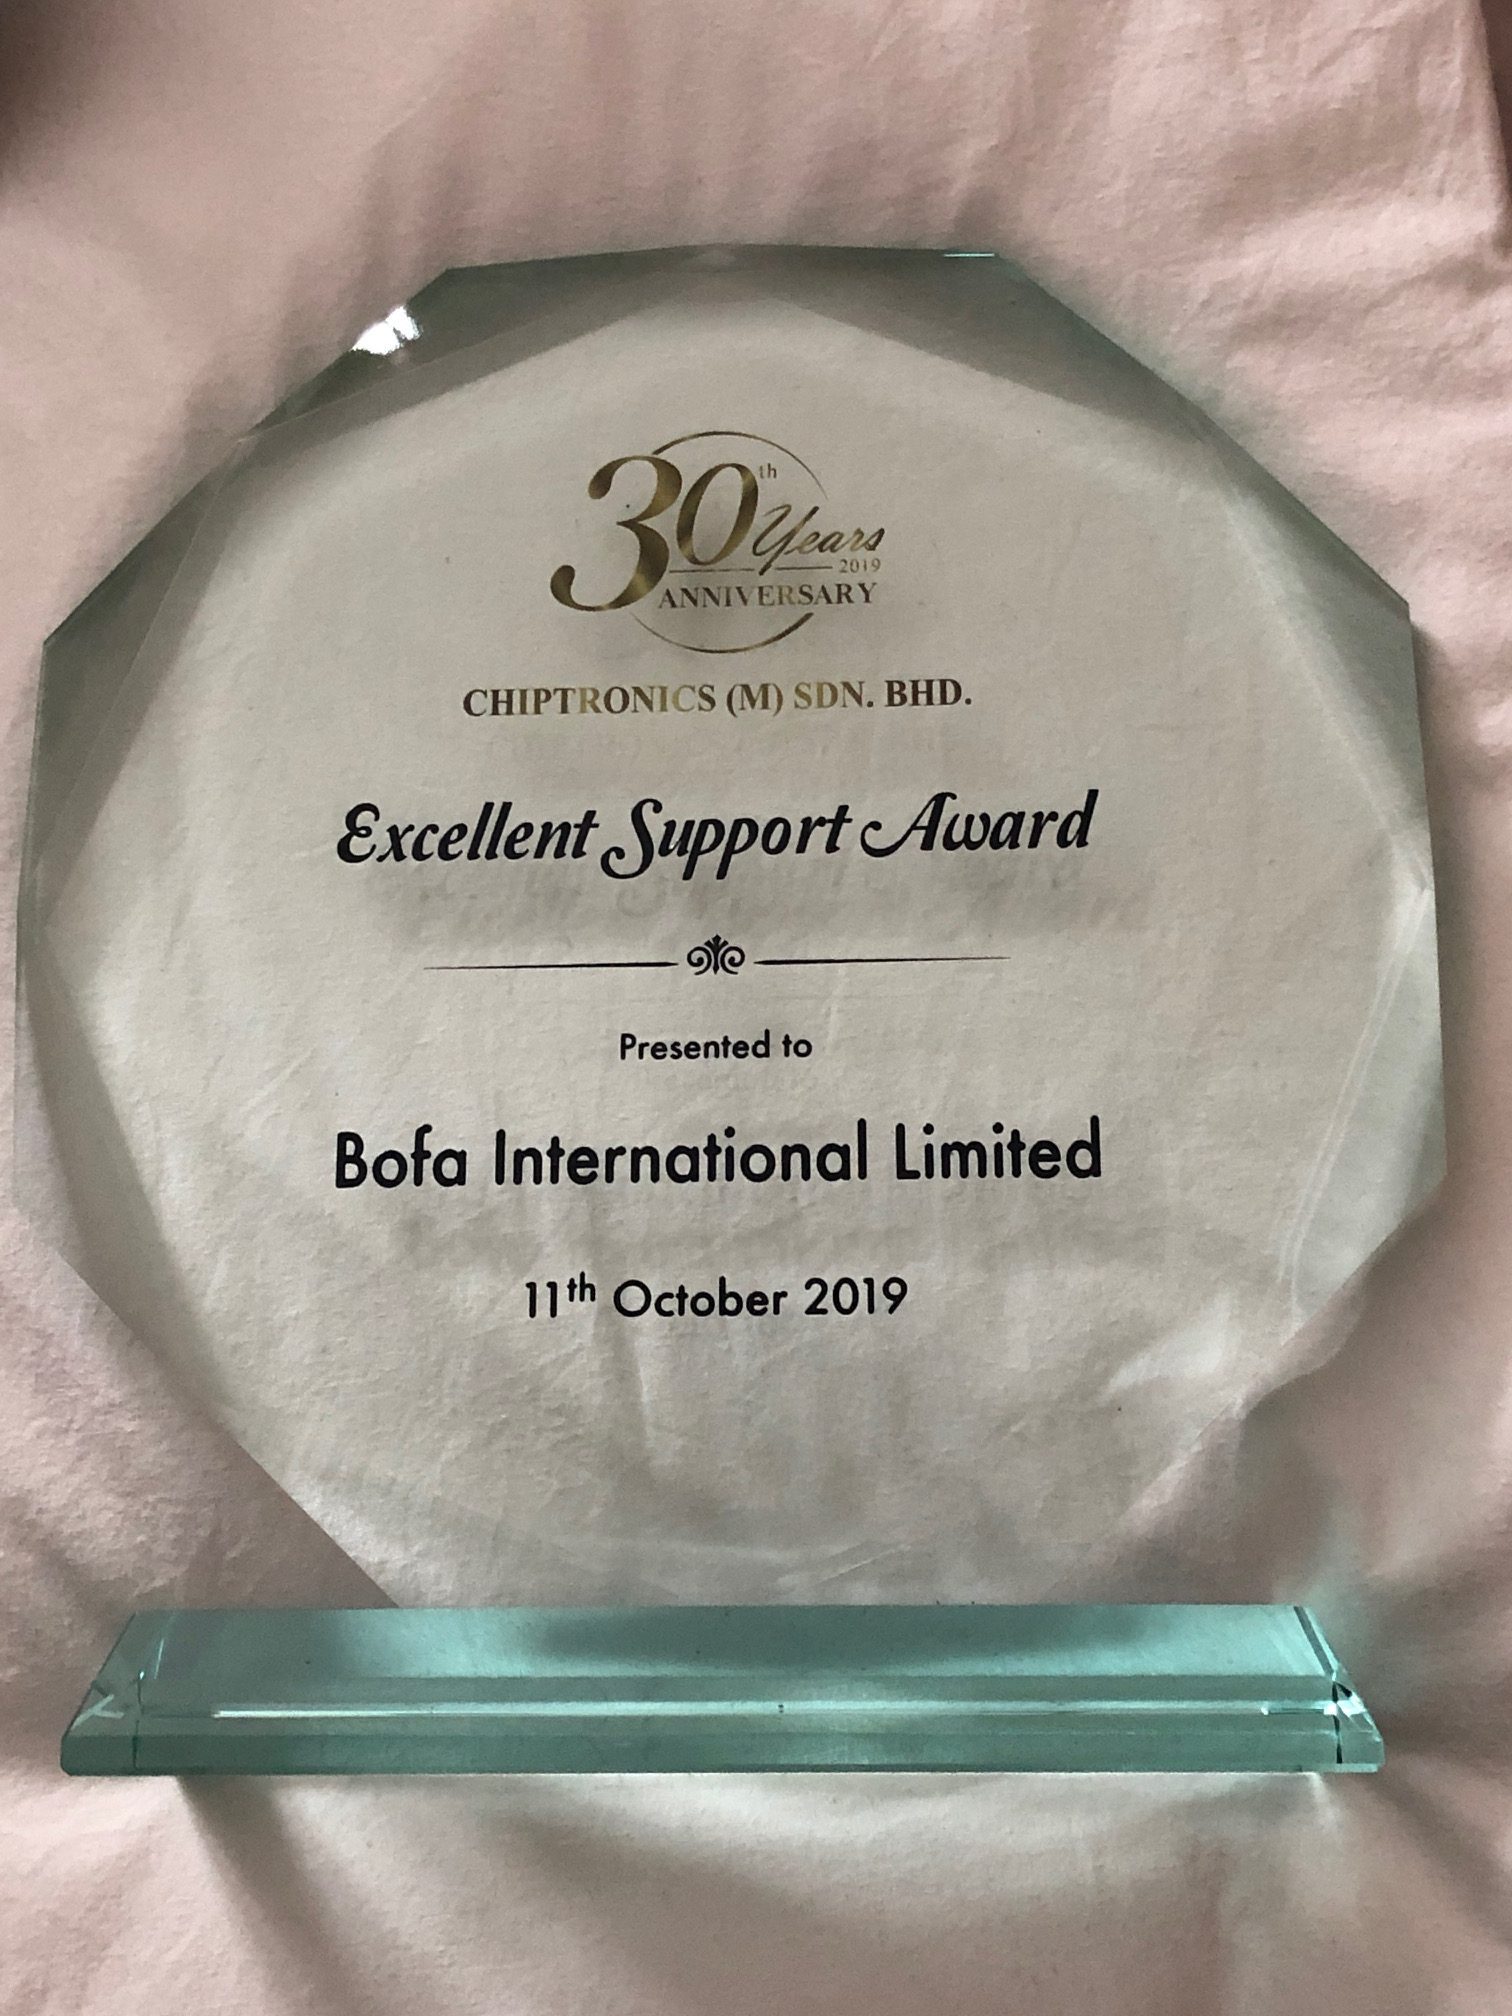 30th Years
2019
ANNIVERSARY
CHIPTRONICS (M) SDN. BHD.
Excellent Support Award
Presented to
Bofa International Limited
11th October 2019